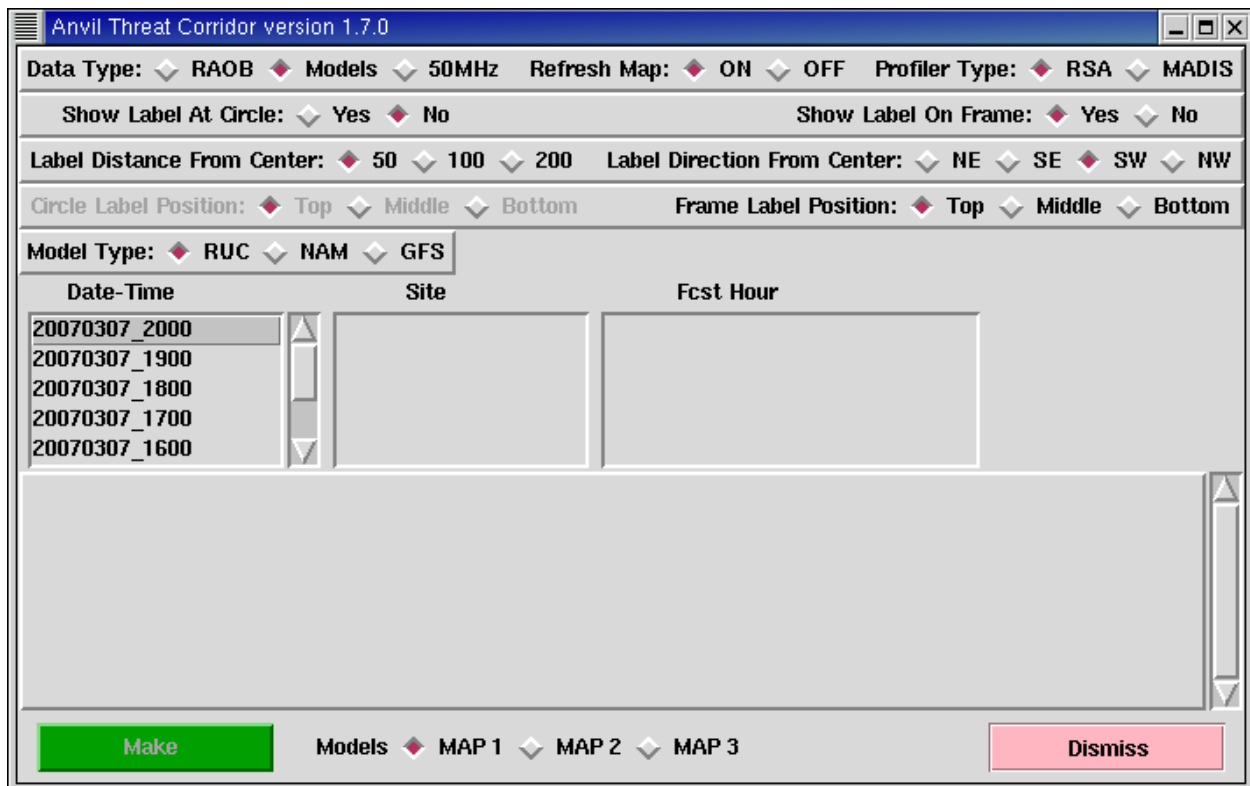 Anvil Threat Corridor version 1.7.0
Data Type: RAOB Models 50MHz Refresh Map: ON OFF Profiler Type: RSA MADIS
Show Label At Circle: Yes No Show Label On Frame: Yes No
Label Distance From Center: 50 100 200 Label Direction From Center: NE SE SW NW
Circle Label Position: Top Middle Bottom Frame Label Position: Top Middle Bottom
Model Type: RUC NAM GFS
Date-Time Site Fcst Hour
20070307_2000
20070307_1900
20070307_1800
20070307_1700
20070307_1600
Make Models MAP 1 MAP 2 MAP 3 Dismiss